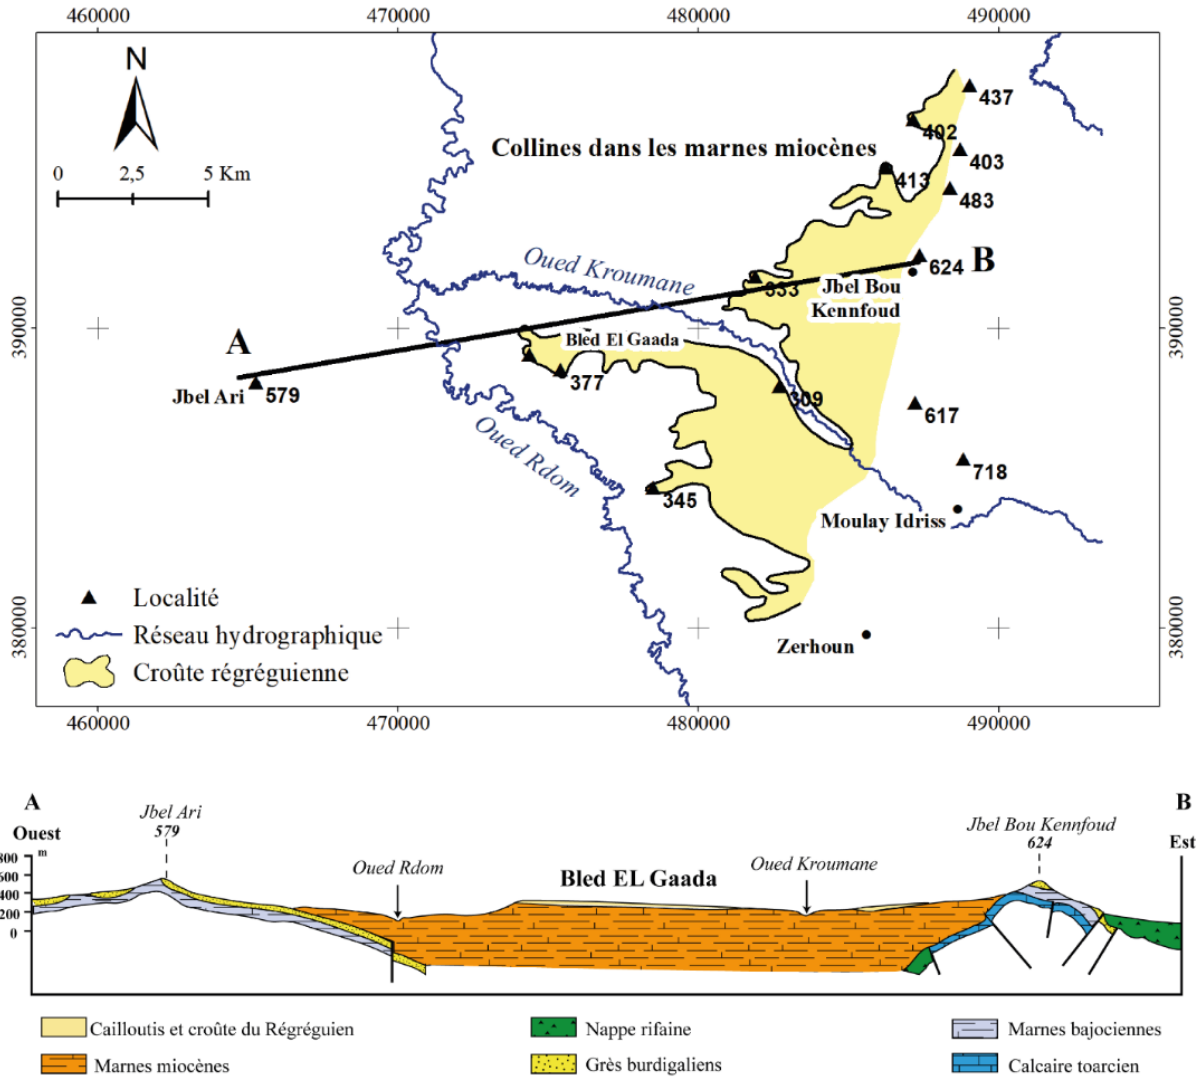 460000 470000 480000 490000
N
0 2,5 5 Km
437
402
Collines dans les marnes miocènes
403
413
483
Oued Kroumane
B
624
333
Jbel Bou
Kennfoud
390000
390000
A
Bled El Gaada
Jbel Ari
579
377
309
617
Oued Rdom
718
345
Moulay Idriss
Localité
Réseau hydrographique
Croûte régréguienne
Zerhoun
380000
380000
460000 470000 480000 490000
A
B
Jbel Ari
579
Jbel Bou Kennfoud
624
Ouest
Est
m
800
600
400
200
0
Oued Rdom
Bled EL Gaada
Oued Kroumane
Cailloutis et croûte du Régréguien
Nappe rifaine
Marnes bajociennes
Marnes miocènes
Grès burdigaliens
Calcaire toarcien